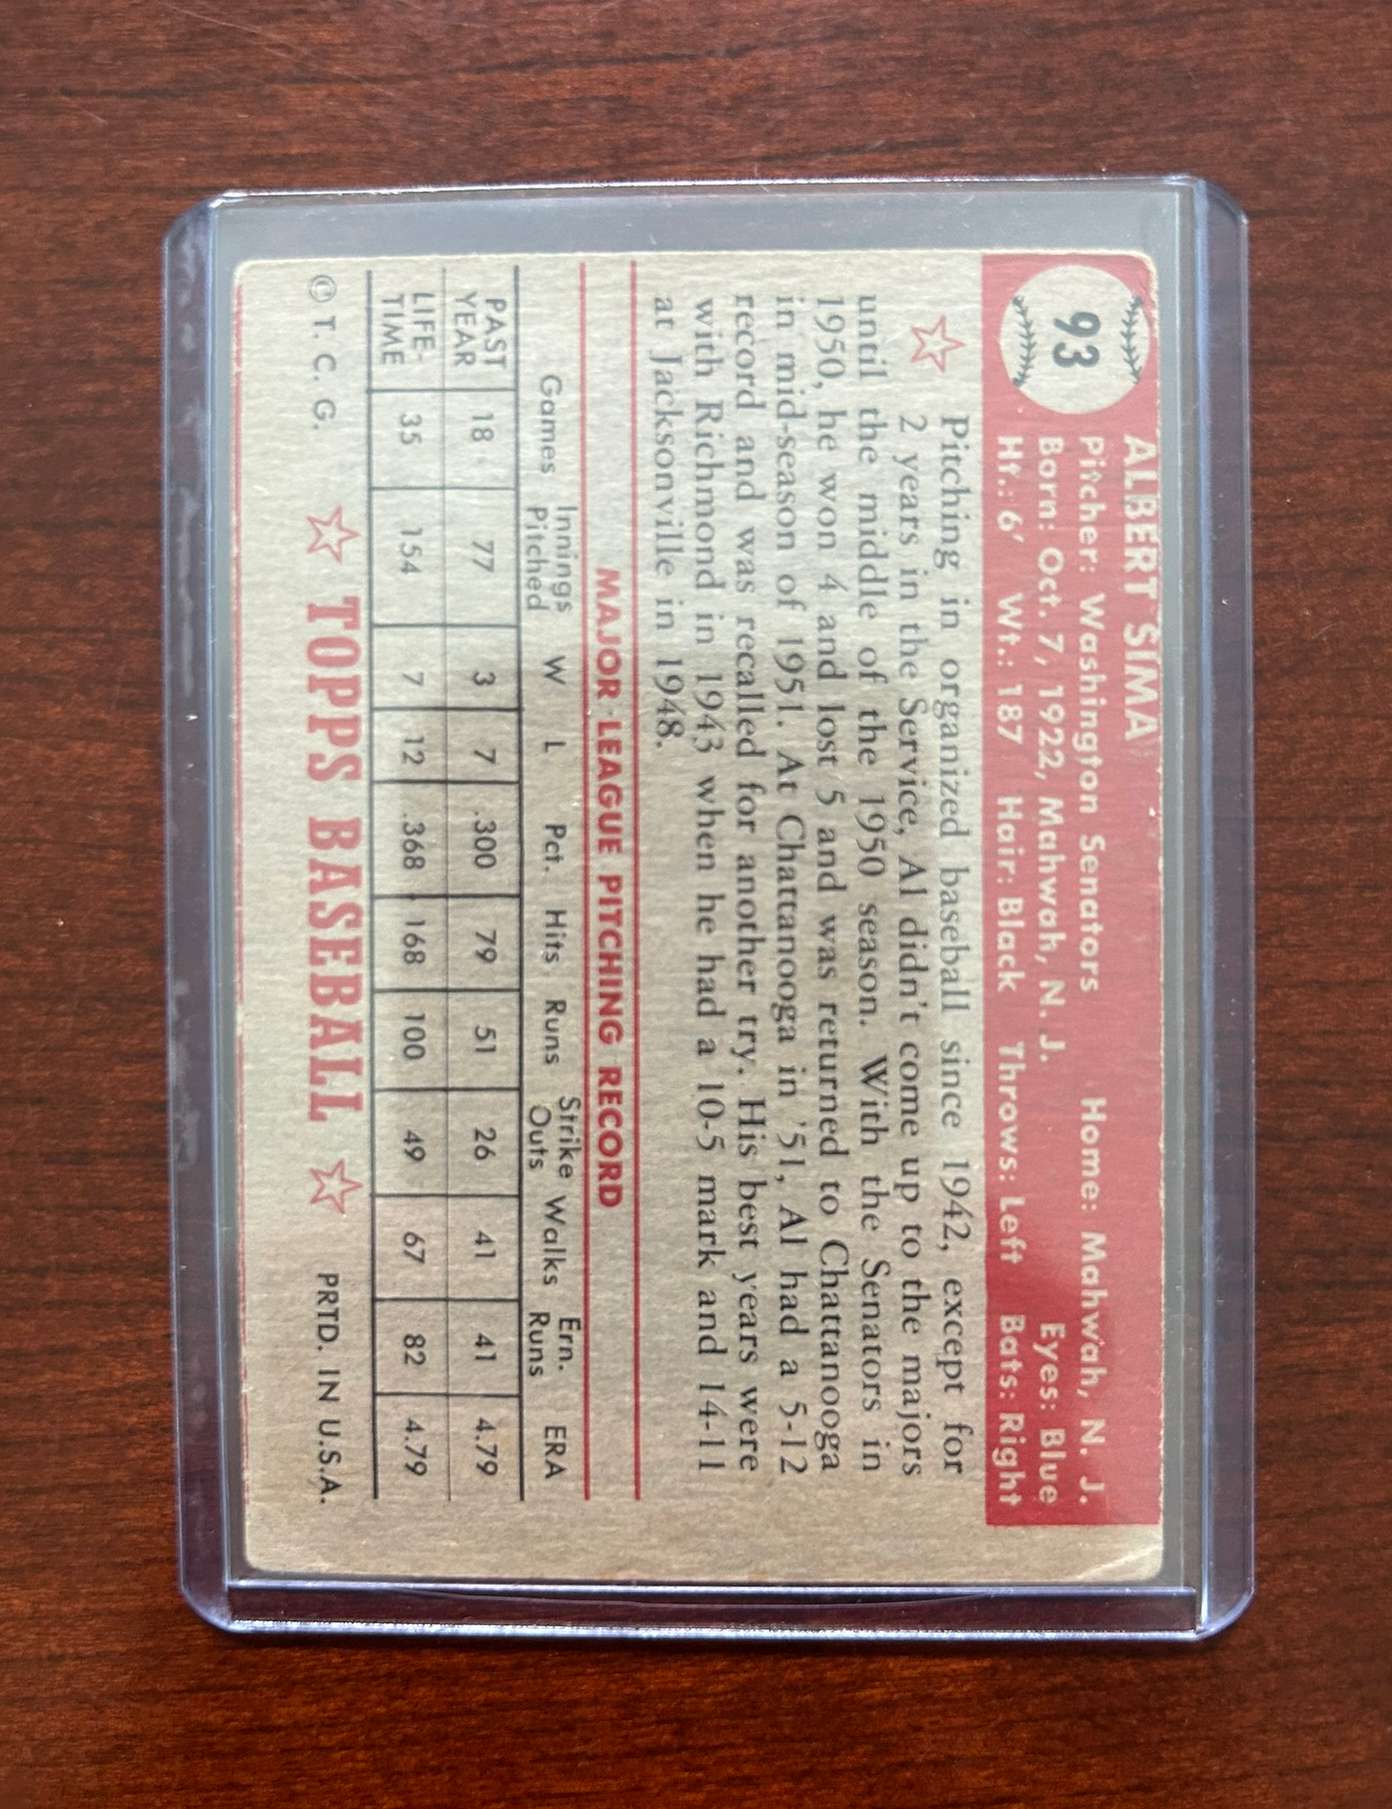 93
ALBERT SIMA
Pitcher: Washington Senators Home: Mahwah, N. J.
Born: Oct. 7, 1922, Mahwah, N. J. Eyes: Blue
Ht.: 6' Wt.: 187 Hair: Black Throws: Left Bats: Right
Pitching in organized baseball since 1942, except for
2 years in the Service, Al didn't come up to the majors
until the middle of the 1950 season. With the Senators in
1950, he won 4 and lost 5 and was returned to Chattanooga
in mid-season of 1951. At Chattanooga in '51, Al had a 5-12
record and was recalled for another try. His best years were
with Richmond in 1943 when he had a 10-5 mark and 14-11
at Jacksonville in 1948.
MAJOR LEAGUE PITCHING RECORD
Games Innings Pitched W L Pct. Hits Runs Strike Outs Walks Ern. Runs ERA
PAST YEAR 18 77 3 7 .300 79 51 26 41 41 4.79
LIFE-TIME 35 154 7 12 .368 168 100 49 67 82 4.79
© T. C. G. TOPPS BASEBALL PRTD. IN U.S.A.